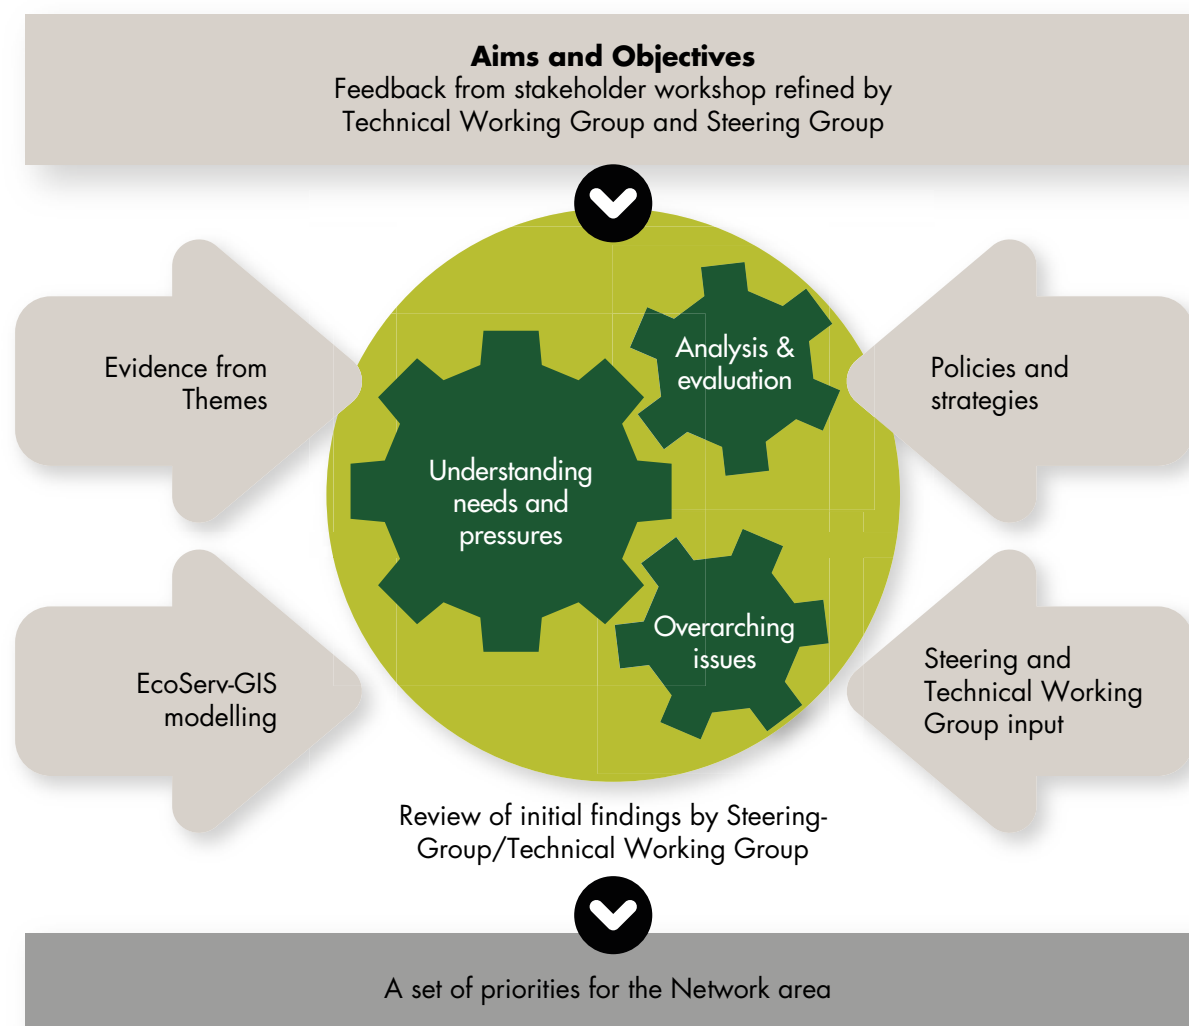 Aims and Objectives
Feedback from stakeholder workshop refined by
Technical Working Group and Steering Group
Evidence from
Themes
EcoServ-GIS
modelling
Understanding
needs and
pressures
Analysis &
evaluation
Overarching
issues
Policies and
strategies
Steering and
Technical Working
Group input
Review of initial findings by Steering-
Group/Technical Working Group
A set of priorities for the Network area